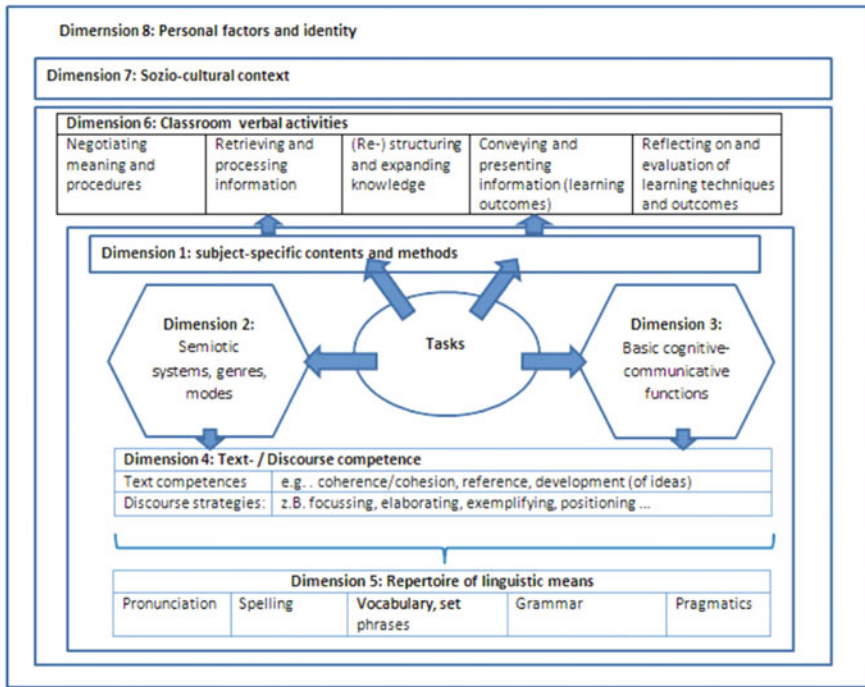 Dimernsion 8: Personal factors and identity
Dimension 7: Sozio-cultural context
Dimension 6: Classroom verbal activities
Negotiating
meaning and
procedures
Retrieving and
processing
information
(Re-) structuring
and expanding
knowledge
Conveying and
presenting
information (learning
outcomes)
Reflecting on and
evaluation of
learning techniques
and outcomes
Dimension 1: subject-specific contents and methods
Dimension 2:
Semiotic
systems, genres,
modes
Tasks
Dimension 3:
Basic cognitive-
communicative
functions
Dimension 4: Text- / Discourse competence
Text competences e.g. . coherence/cohesion, reference, development (of ideas)
Discourse strategies: z.B. focussing, elaborating, exemplifying, positioning ...
Dimension 5: Repertoire of linguistic means
Pronunciation
Spelling
Vocabulary, set
phrases
Grammar
Pragmatics